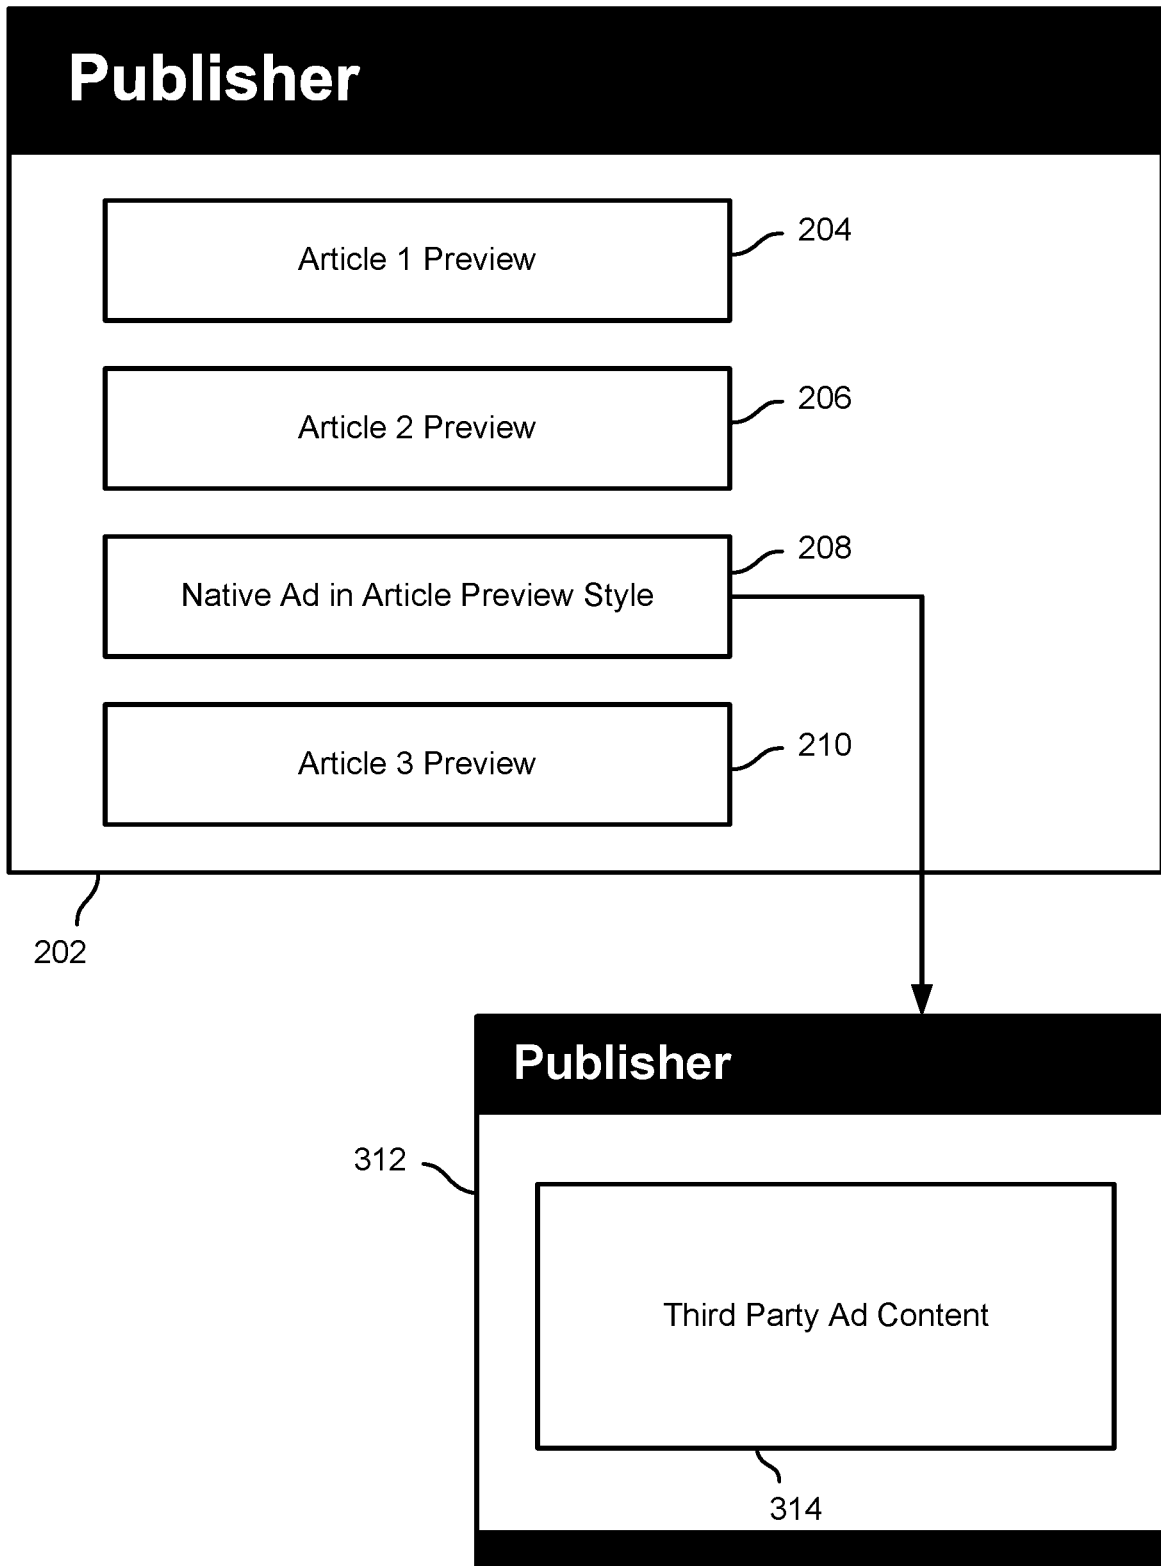 Publisher
Article 1 Preview
204
Article 2 Preview
206
Native Ad in Article Preview Style
208
Article 3 Preview
210
202
Publisher
312
Third Party Ad Content
314